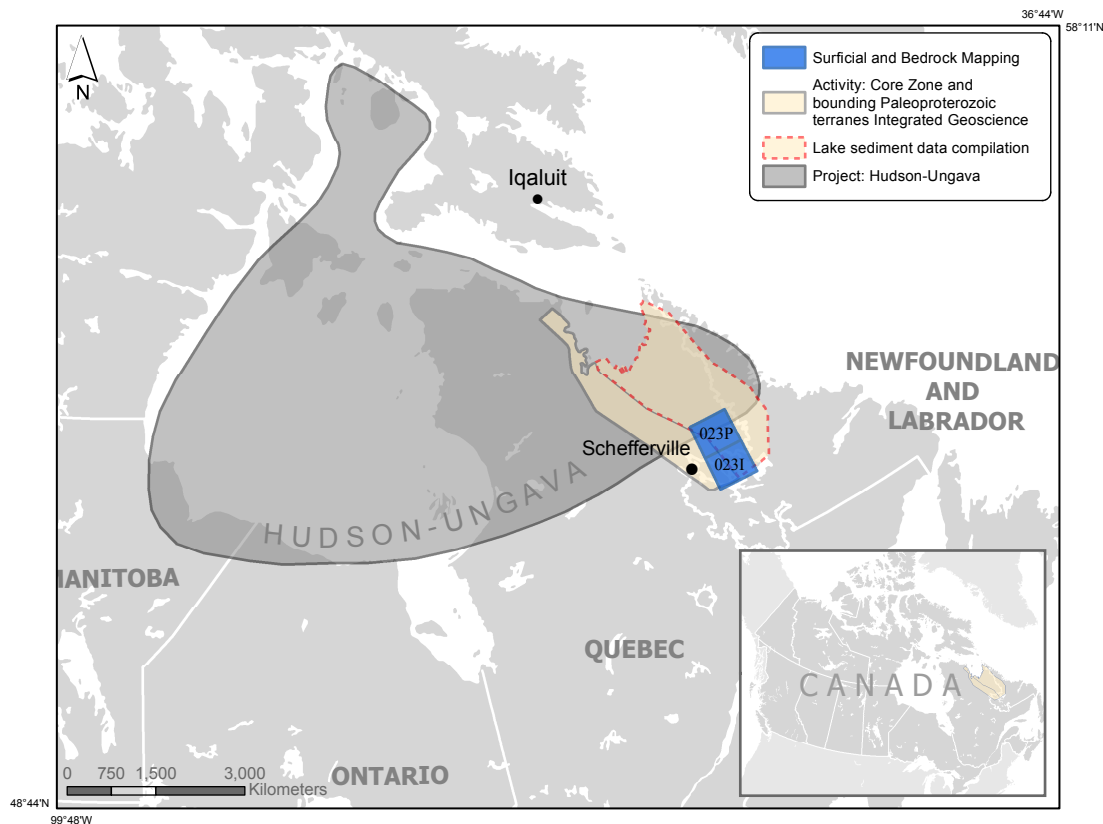 36°44'W
58°11'N
N
Surficial and Bedrock Mapping
Activity: Core Zone and
bounding Paleoproterozoic
terranes Integrated Geoscience
Lake sediment data compilation
Project: Hudson-Ungava
Iqaluit
NEWFOUNDLAND
AND
LABRADOR
023P
Schefferville
023I
HUDSON-UNGAVA
MANITOBA
QUEBEC
CANADA
ONTARIO
0 750 1,500 3,000
Kilometers
48°44'N
99°48'W